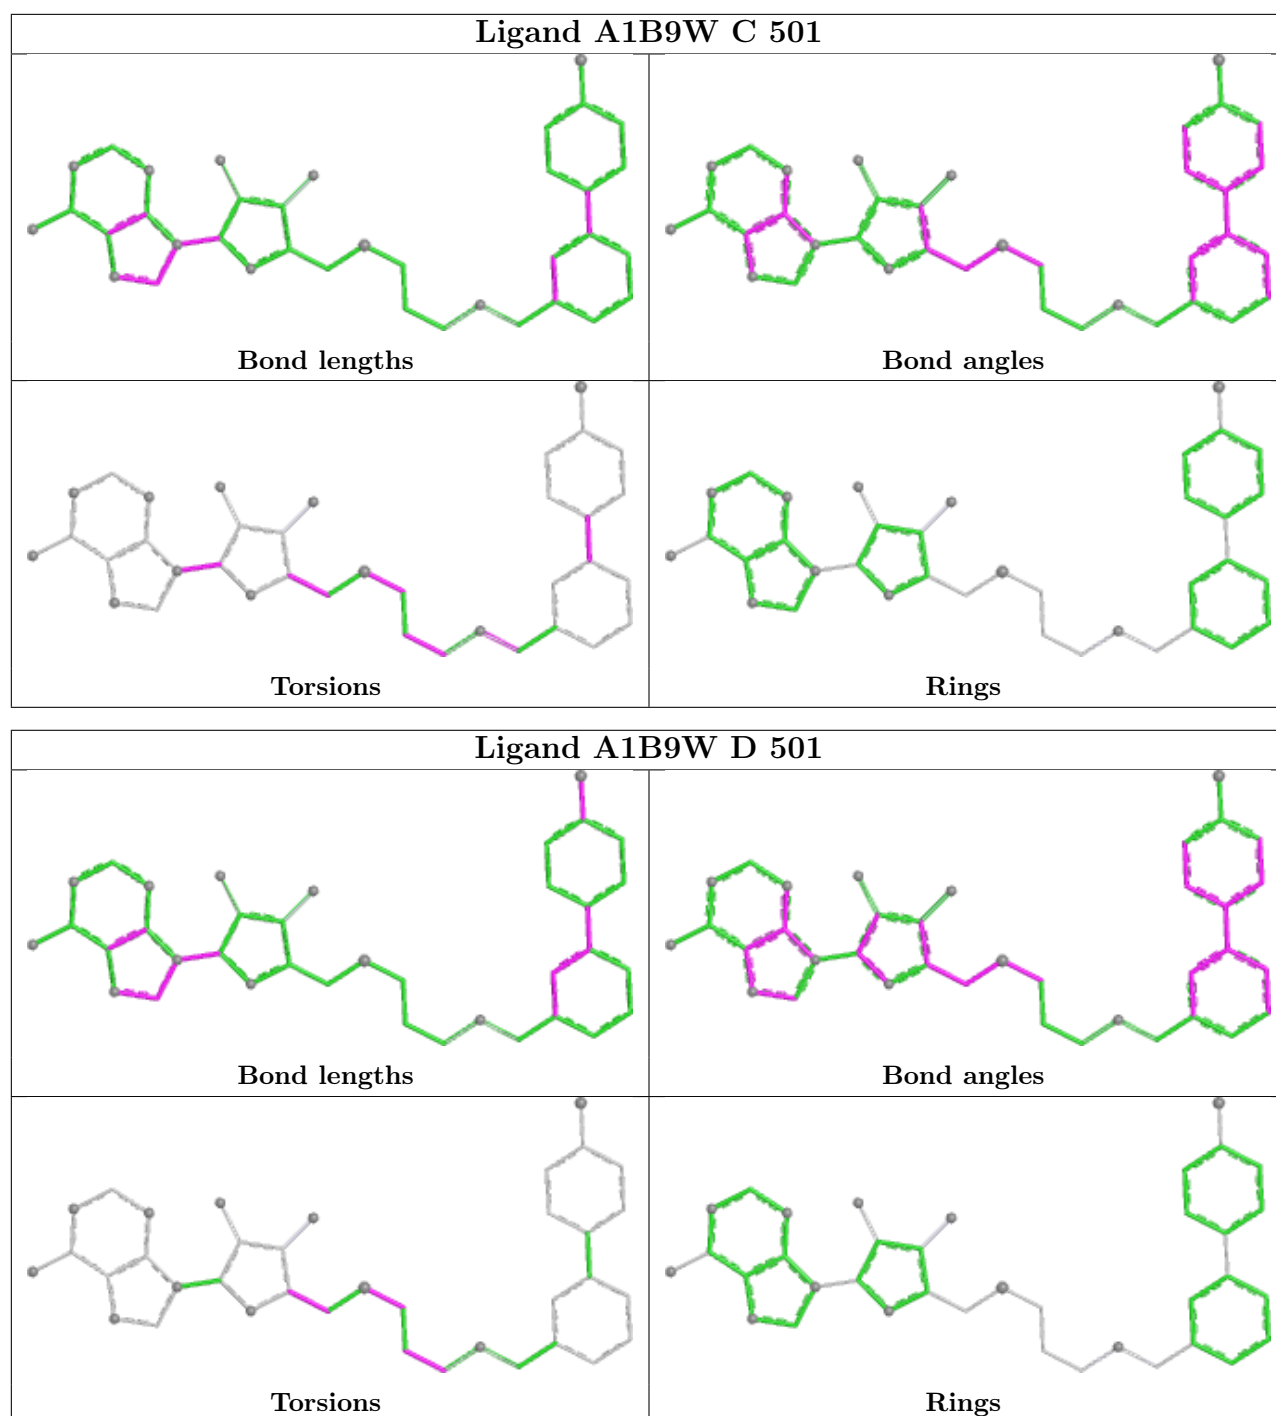 Ligand A1B9W C 501
Bond lengths
Bond angles
Torsions
Rings
Ligand A1B9W D 501
Bond lengths
Bond angles
Torsions
Rings